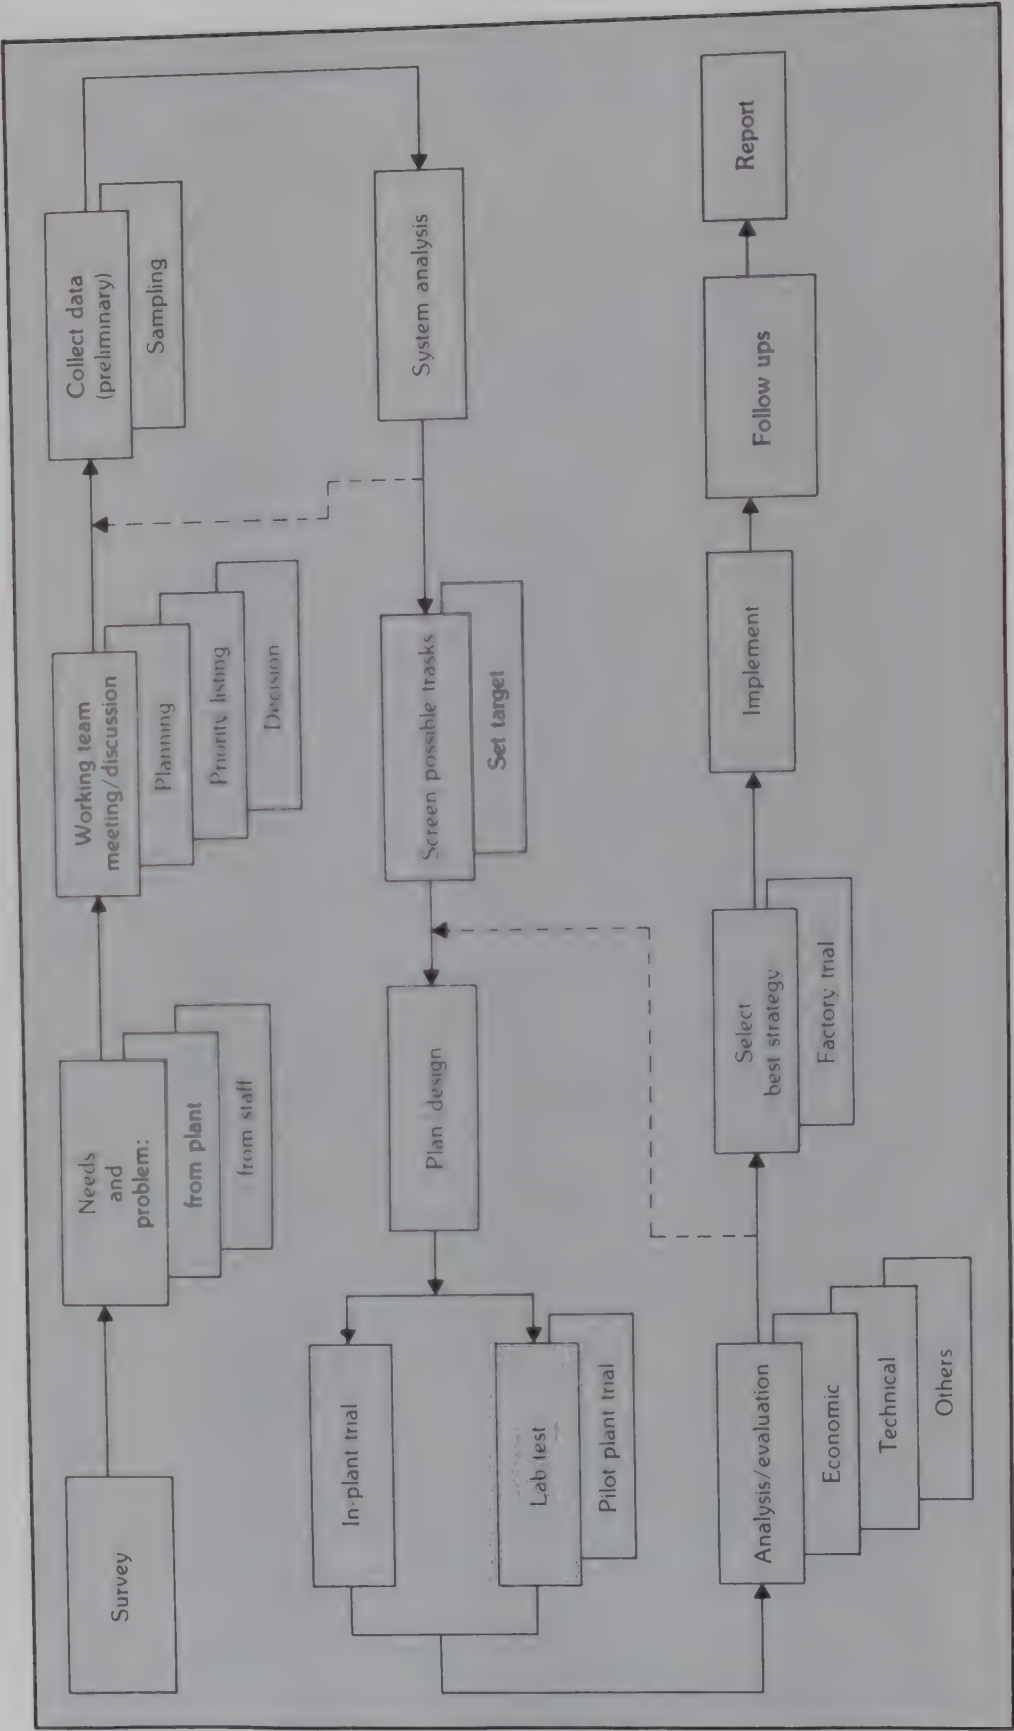 Survey
Needs
and
problem:
from plant
from staff
Working team
meeting/discussion
Planning
Priority listing
Decision
Collect data
(preliminary)
Sampling
System analysis
Screen possible trasks
Set target
Plan design
In-plant trial
Lab test
Pilot plant trial
Analysis/evaluation
Economic
Technical
Others
Select
best strategy
Factory trial
Implement
Follow ups
Report